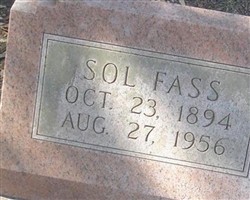 SOL FASS
OCT. 23, 1894
AUG. 27, 1956